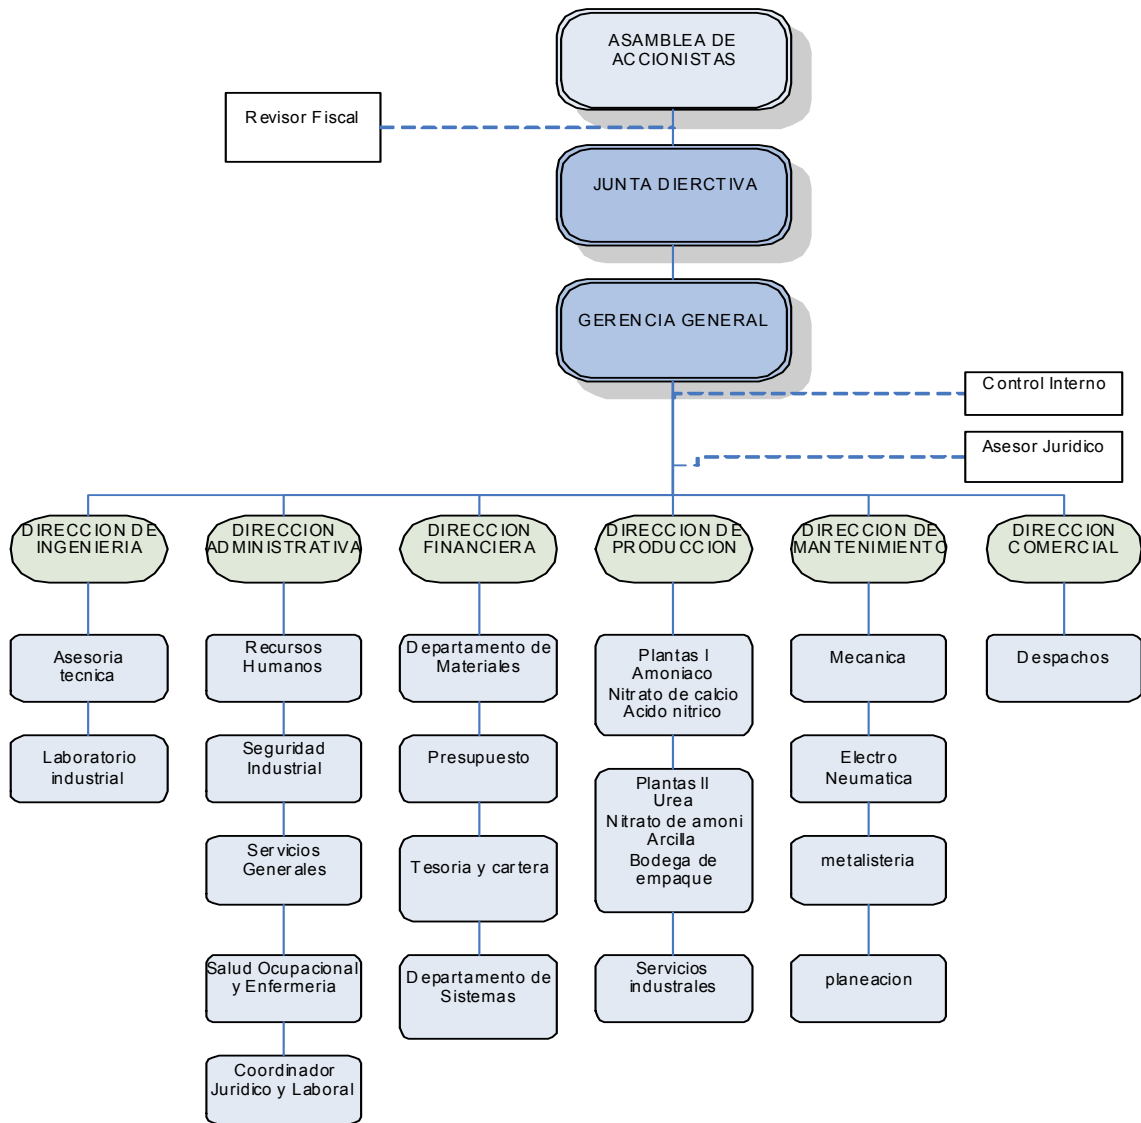 ASAMBLEA DE
ACCIONISTAS
Revisor Fiscal
JUNTA DIERCTIVA
GERENCIA GENERAL
Control Interno
Asesor Juridico
DIRECCION DE
INGENIERIA
DIRECCION
ADMINISTRATIVA
DIRECCION
FINANCIERA
DIRECCION DE
PRODUCCION
DIRECCION DE
MANTENIMIENTO
DIRECCION
COMERCIAL
Asesoria
tecnica
Laboratorio
industrial
Recursos
Humanos
Seguridad
Industrial
Servicios
Generales
Salud Ocupacional
y Enfermeria
Coordinador
Juridico y Laboral
Departamento de
Materiales
Presupuesto
Tesoria y cartera
Departamento de
Sistemas
Plantas I
Amoniaco
Nitrato de calcio
Acido nitrico
Plantas II
Urea
Nitrato de amoni
Arcilla
Bodega de
empaque
Servicios
industrales
Mecanica
Electro
Neumatica
metalisteria
planeacion
Despachos